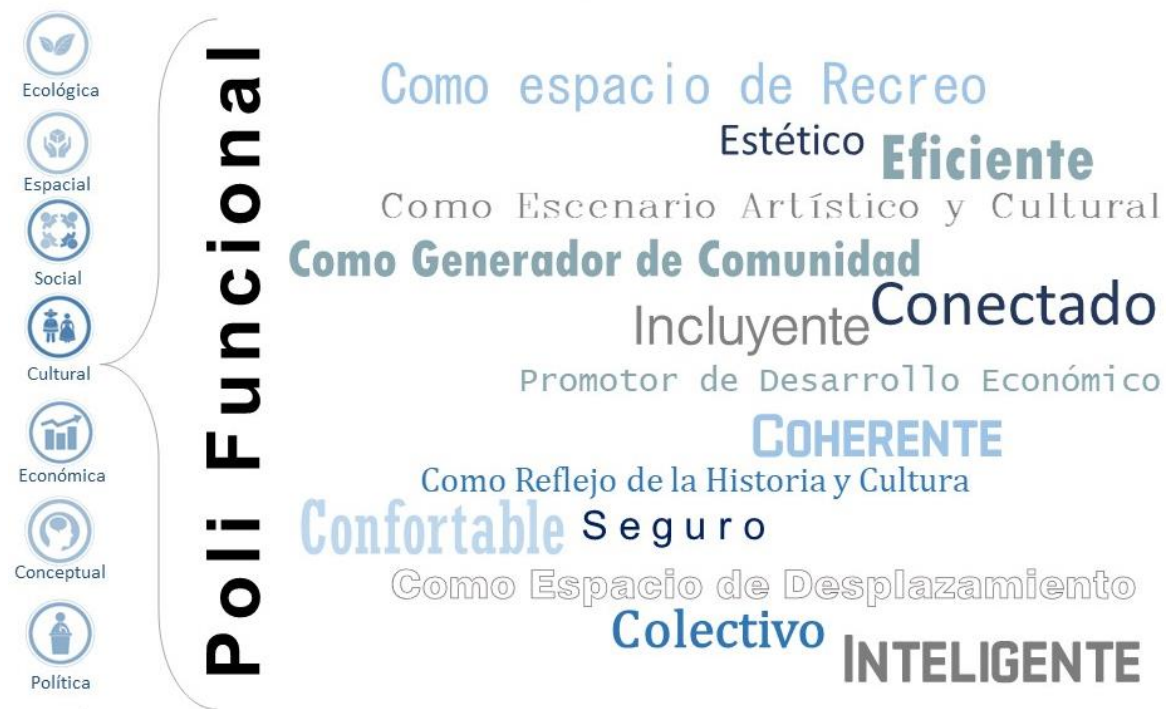 Ecológica
Espacial
Social
Cultural
Económica
Conceptual
Política
Poli Funcional
Como espacio de Recreo
Estético Eficiente
Como Escenario Artístico y Cultural
Como Generador de Comunidad
Incluyente Conectado
Promotor de Desarrollo Económico
COHERENTE
Como Reflejo de la Historia y Cultura
Confortable Seguro
Como Espacio de Desplazamiento
Colectivo INTELIGENTE